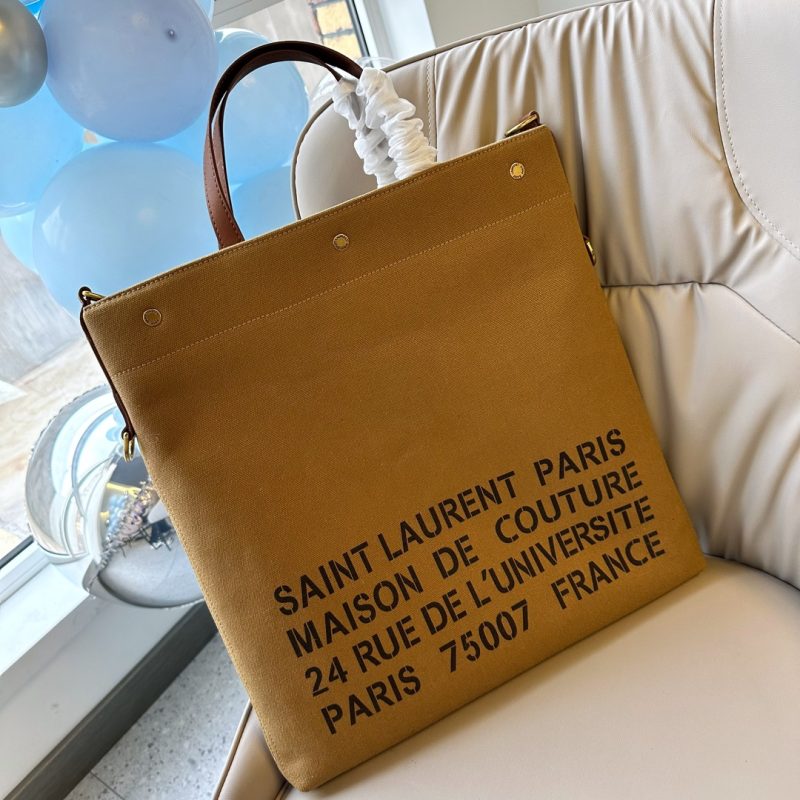 SAINT LAURENT PARIS
MAISON DE COUTURE
24 RUE DE L'UNIVERSITE
PARIS 75007 FRANCE